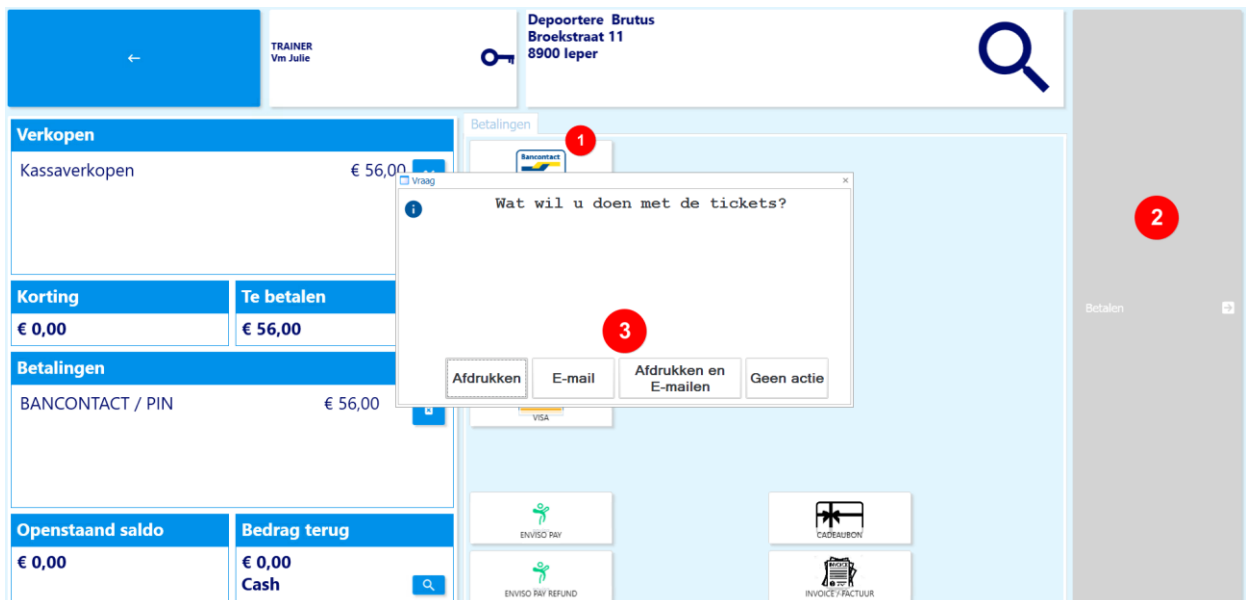 ←
TRAINER
Vm Julie
Depoortere Brutus
Broekstraat 11
8900 Ieper
Verkopen
Kassaverkopen € 56,00
Korting
€ 0,00
Te betalen
€ 56,00
Betalingen
BANCONTACT / PIN € 56,00
Openstaand saldo
€ 0,00
Bedrag terug
€ 0,00
Cash
Betalingen
1
Bancontact
Vraag
Wat wil u doen met de tickets?
3
Afdrukken
E-mail
Afdrukken en
E-mailen
Geen actie
VISA
ENVISO PAY
CADEAUBON
ENVISO PAY REFUND
INVOICE
INVOICE / FACTUUR
2
Betalen